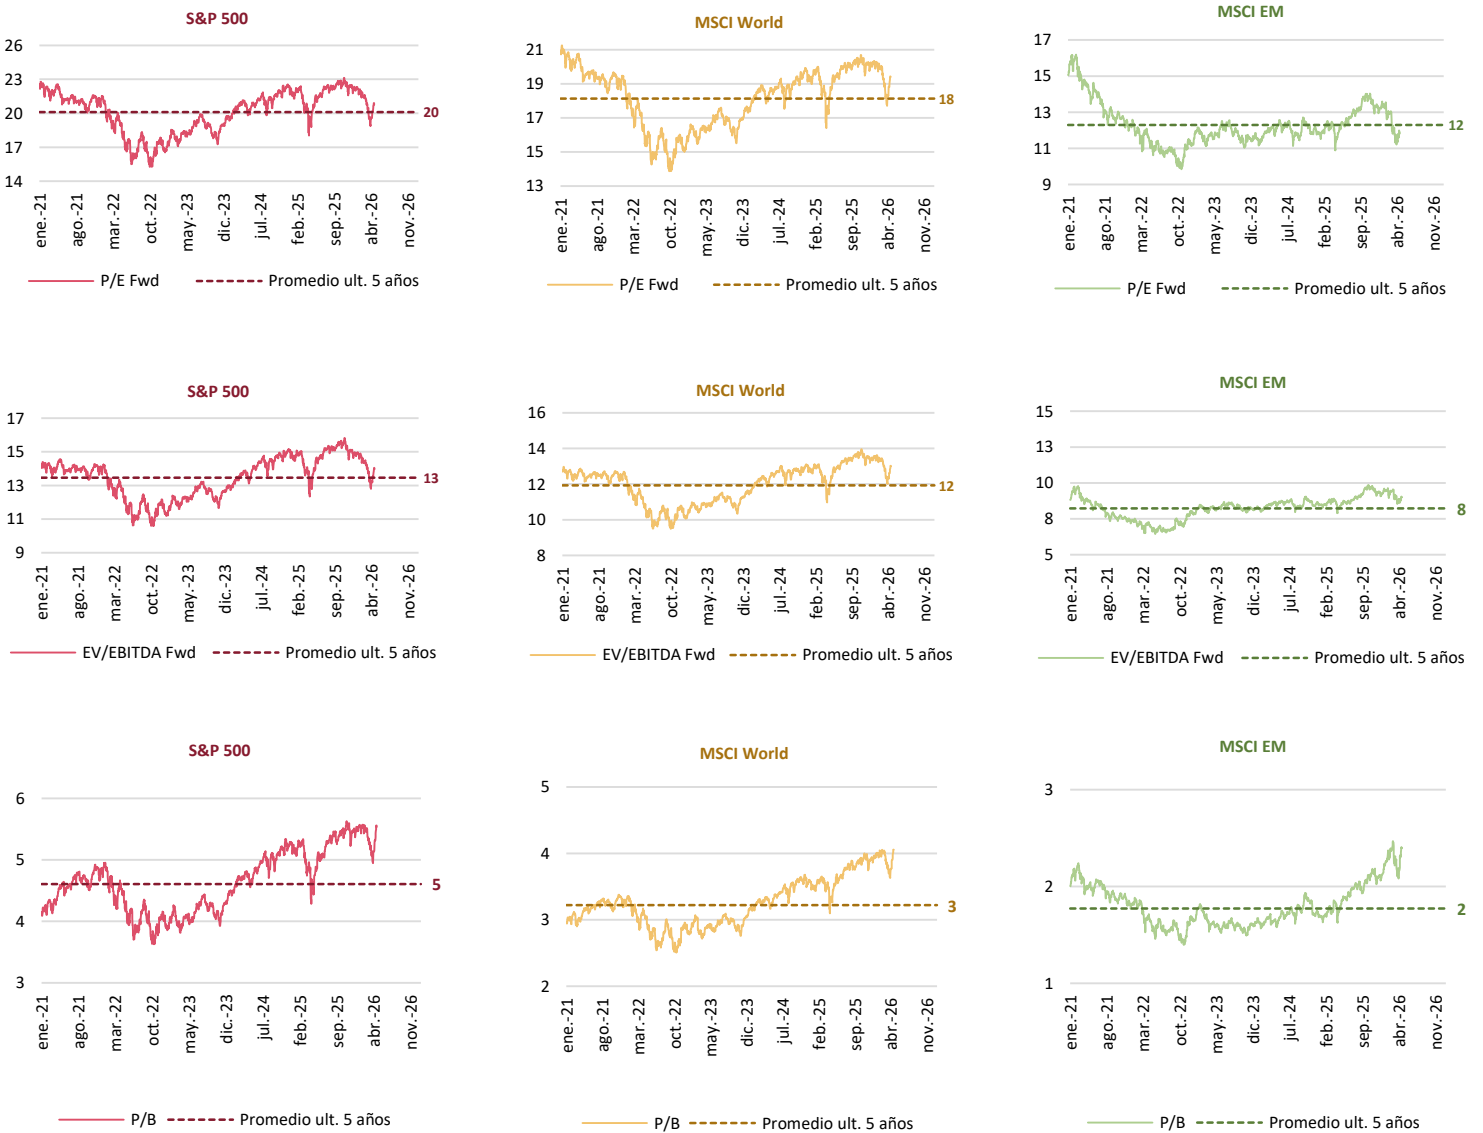 S&P 500
26
23
20
17
14
20
ene.-21
ago.-21
mar.-22
oct.-22
may.-23
dic.-23
jul.-24
feb.-25
sep.-25
abr.-26
nov.-26
P/E Fwd
Promedio ult. 5 años
MSCI World
21
19
17
15
13
18
ene.-21
ago.-21
mar.-22
oct.-22
may.-23
dic.-23
jul.-24
feb.-25
sep.-25
abr.-26
nov.-26
P/E Fwd
Promedio ult. 5 años
MSCI EM
17
15
13
11
9
12
ene.-21
ago.-21
mar.-22
oct.-22
may.-23
dic.-23
jul.-24
feb.-25
sep.-25
abr.-26
nov.-26
P/E Fwd
Promedio ult. 5 años
S&P 500
17
15
13
11
9
13
ene.-21
ago.-21
mar.-22
oct.-22
may.-23
dic.-23
jul.-24
feb.-25
sep.-25
abr.-26
nov.-26
EV/EBITDA Fwd
Promedio ult. 5 años
MSCI World
16
14
12
10
8
12
ene.-21
ago.-21
mar.-22
oct.-22
may.-23
dic.-23
jul.-24
feb.-25
sep.-25
abr.-26
nov.-26
EV/EBITDA Fwd
Promedio ult. 5 años
MSCI EM
15
13
10
8
5
8
ene.-21
ago.-21
mar.-22
oct.-22
may.-23
dic.-23
jul.-24
feb.-25
sep.-25
abr.-26
nov.-26
EV/EBITDA Fwd
Promedio ult. 5 años
S&P 500
6
5
4
3
5
ene.-21
ago.-21
mar.-22
oct.-22
may.-23
dic.-23
jul.-24
feb.-25
sep.-25
abr.-26
nov.-26
P/B
Promedio ult. 5 años
MSCI World
5
4
3
2
3
ene.-21
ago.-21
mar.-22
oct.-22
may.-23
dic.-23
jul.-24
feb.-25
sep.-25
abr.-26
nov.-26
P/B
Promedio ult. 5 años
MSCI EM
3
2
1
2
ene.-21
ago.-21
mar.-22
oct.-22
may.-23
dic.-23
jul.-24
feb.-25
sep.-25
abr.-26
nov.-26
P/B
Promedio ult. 5 años